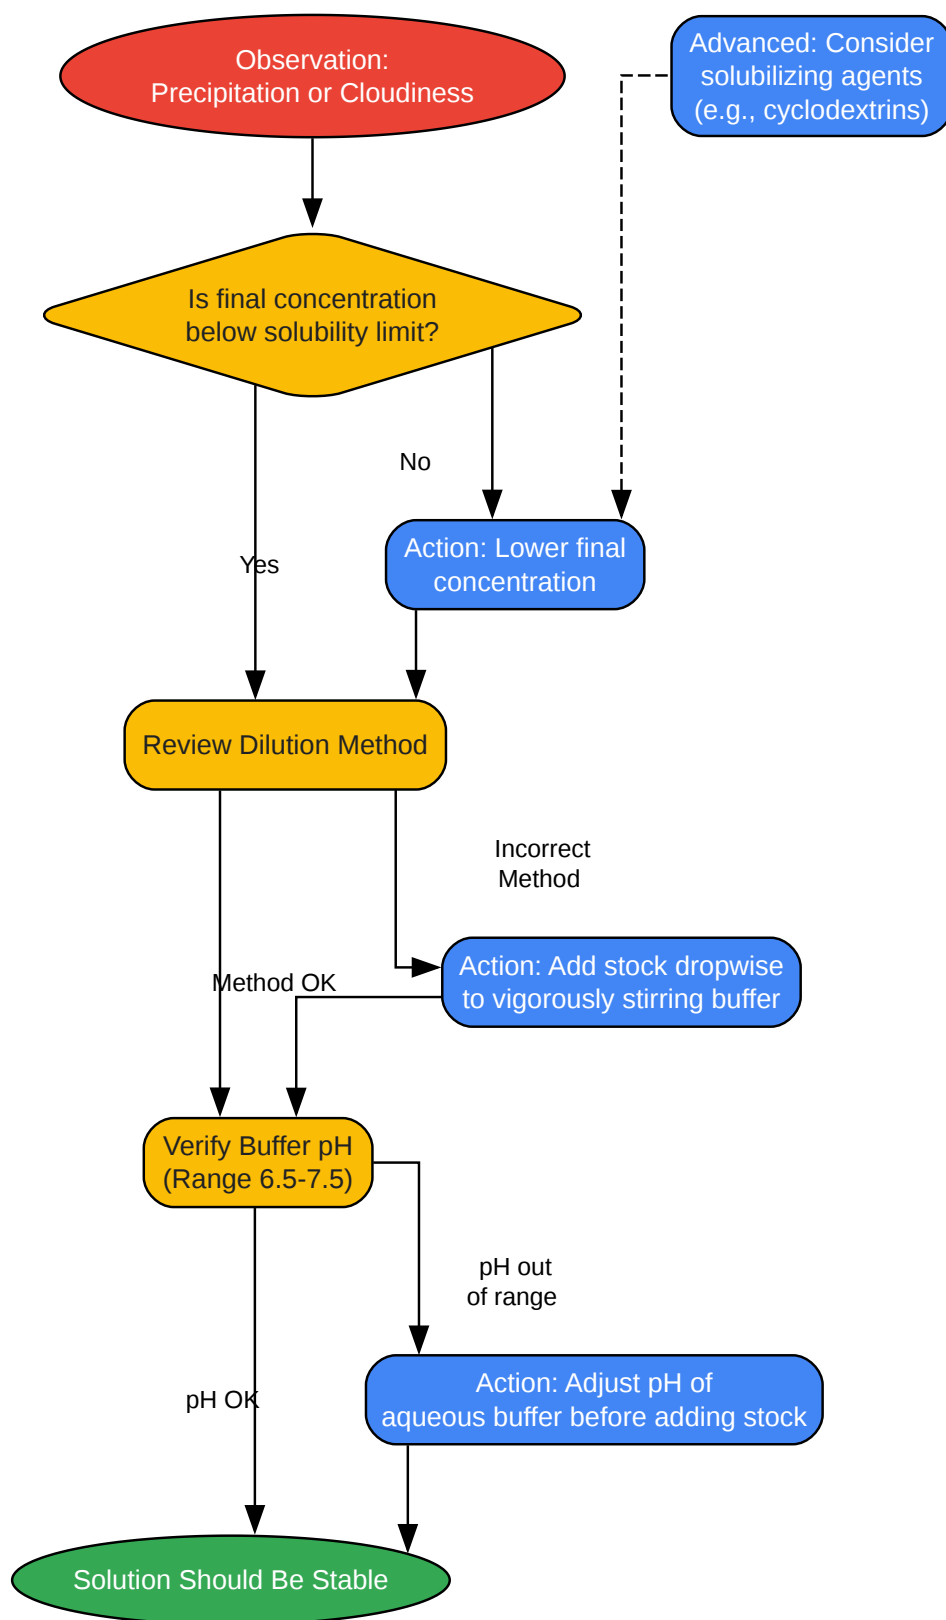 Observation:
Precipitation or Cloudiness
Advanced: Consider
solubilizing agents
(e.g., cyclodextrins)
Is final concentration
below solubility limit?
No
Yes
Action: Lower final
concentration
Review Dilution Method
Incorrect
Method
Method OK
Action: Add stock dropwise
to vigorously stirring buffer
Verify Buffer pH
(Range 6.5-7.5)
pH out
of range
pH OK
Action: Adjust pH of
aqueous buffer before adding stock
Solution Should Be Stable